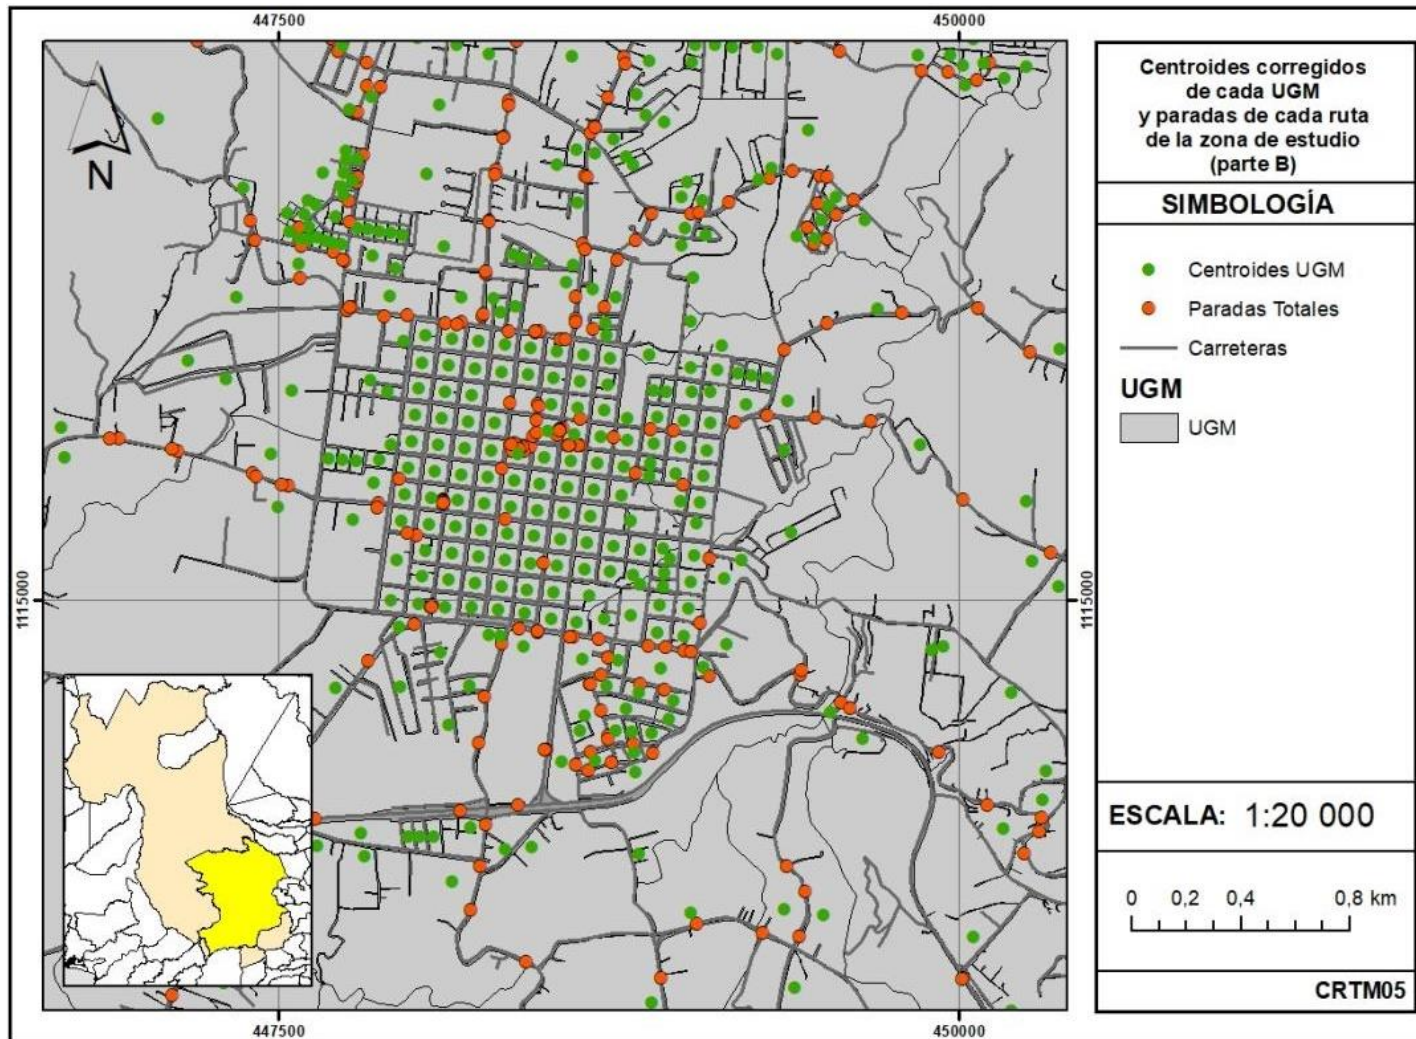 447500
450000
N
1115000
1115000
447500
450000
Centroides corregidos
de cada UGM
y paradas de cada ruta
de la zona de estudio
(parte B)
SIMBOLOGÍA
Centroides UGM
Paradas Totales
Carreteras
UGM
UGM
ESCALA: 1:20 000
0 0,2 0,4 0,8 km
CRTM05